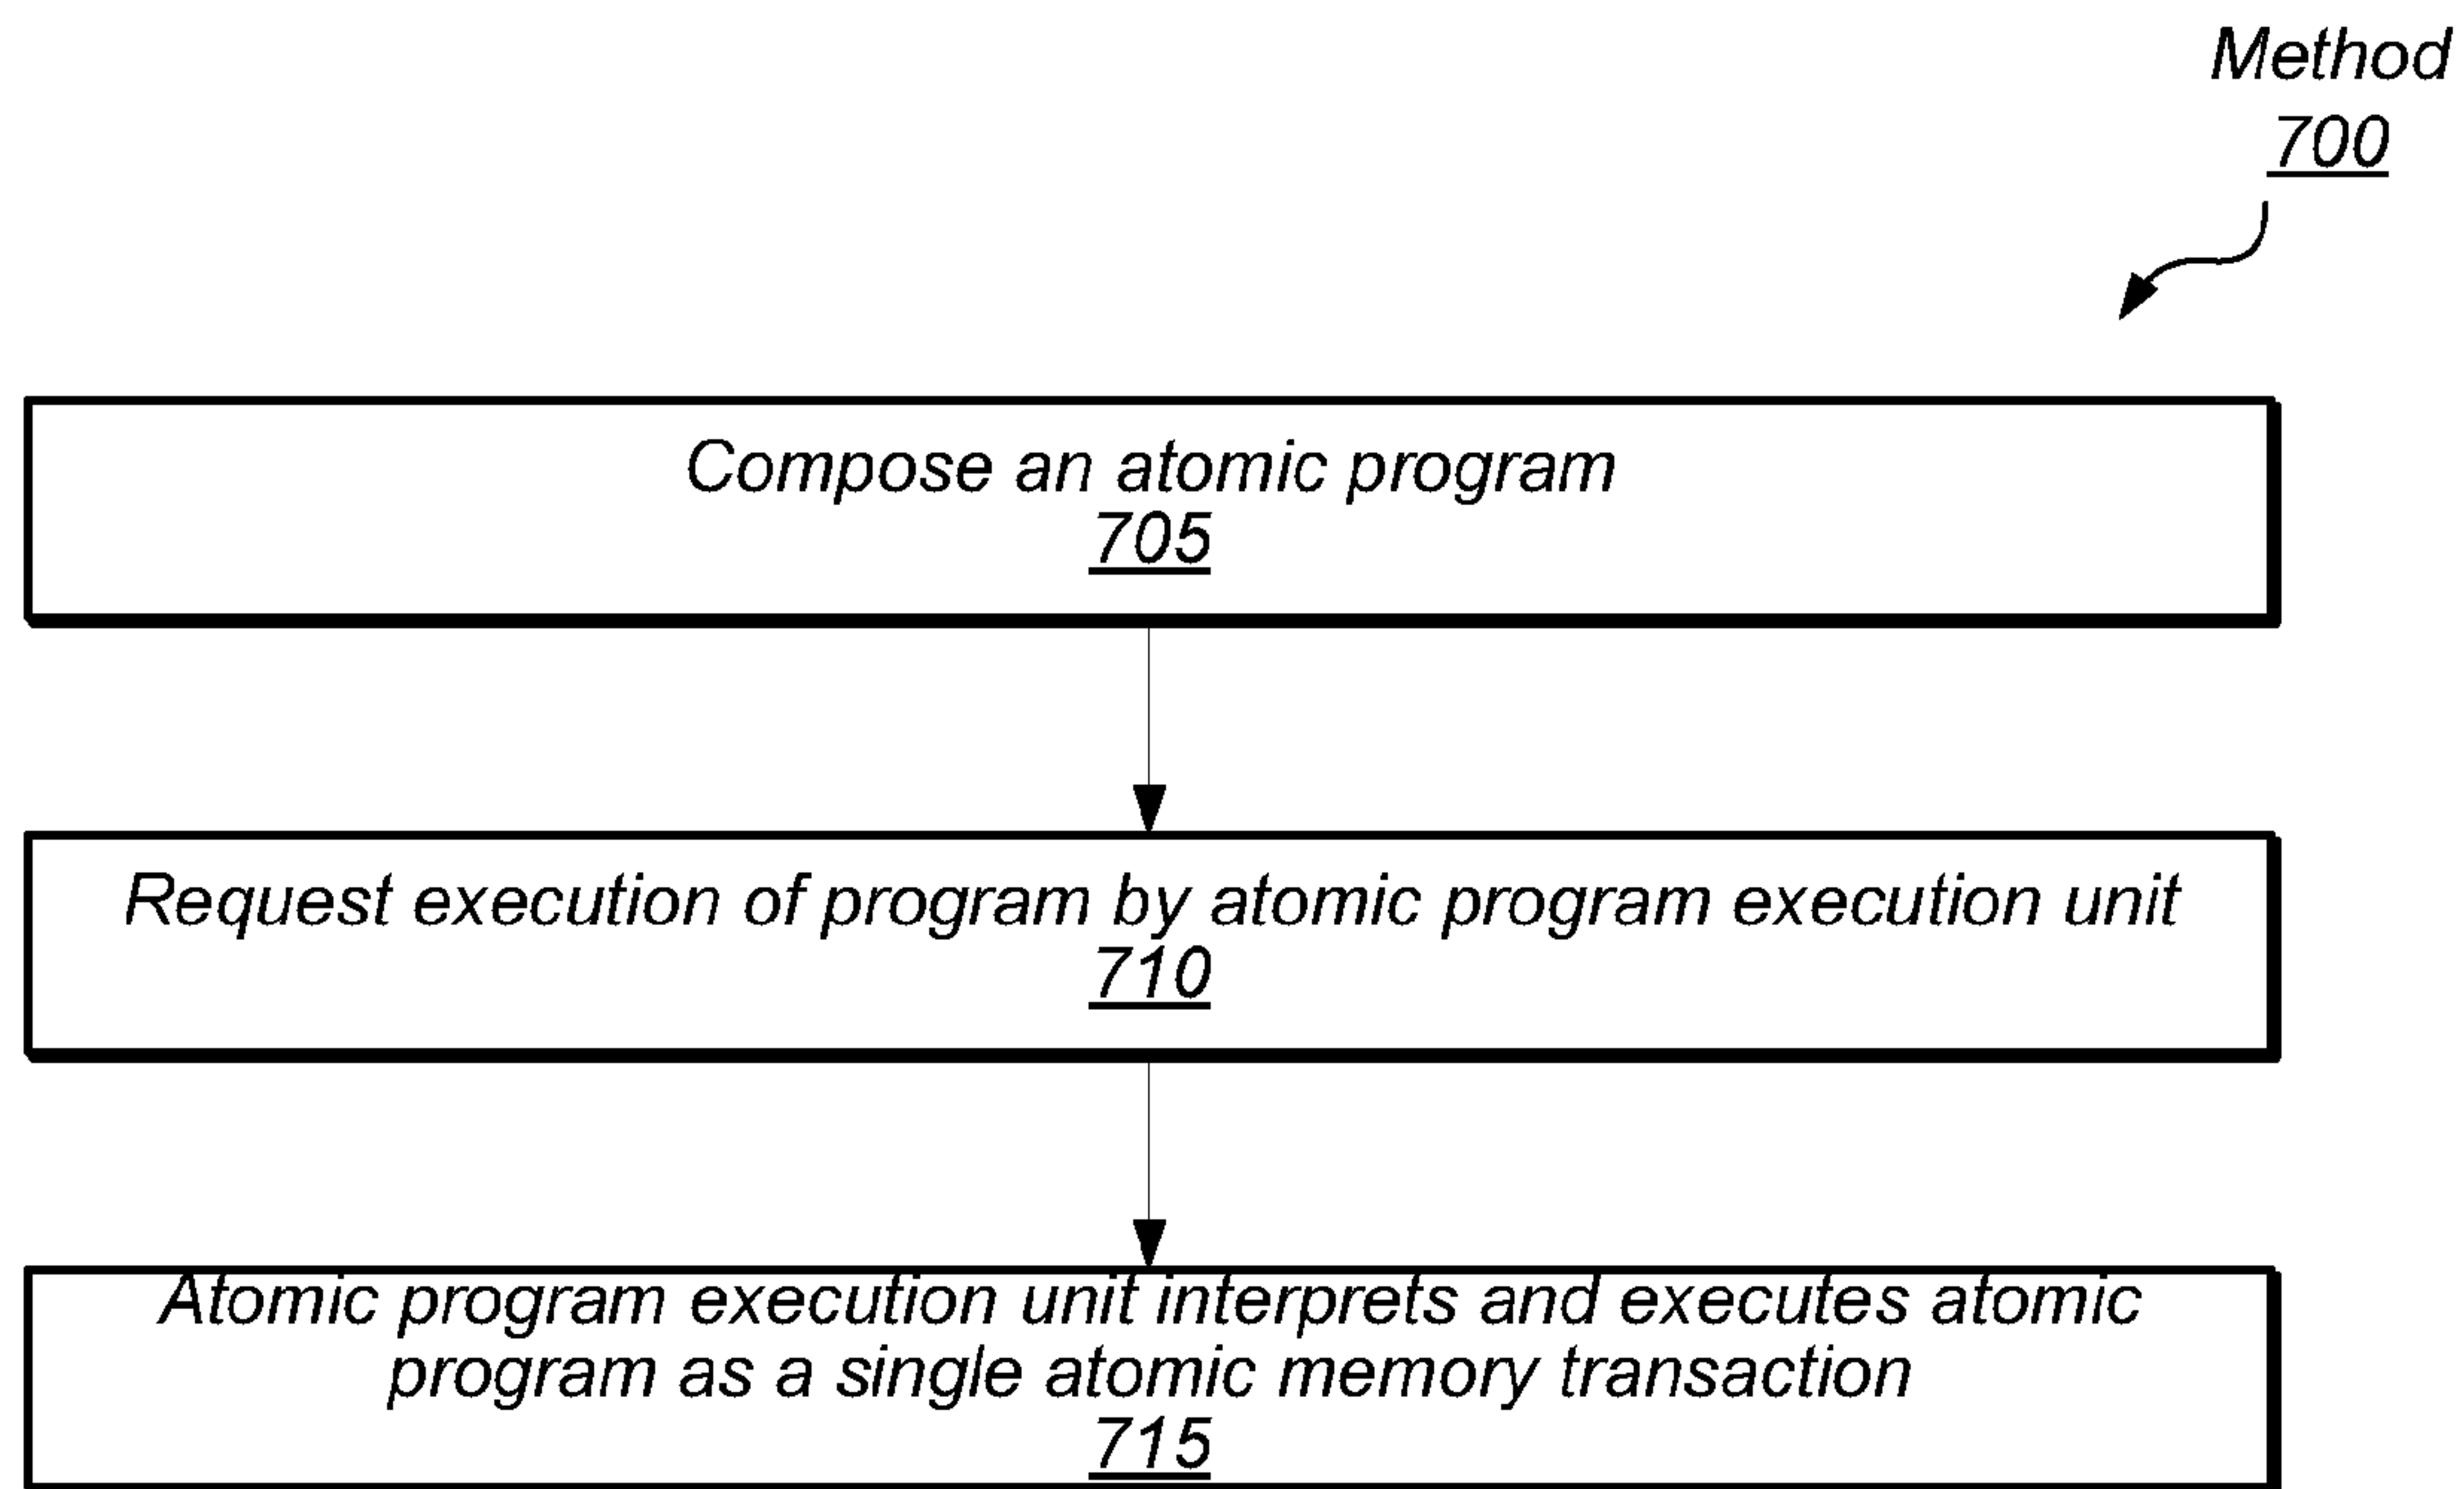 Method
700
Compose an atomic program
705
Request execution of program by atomic program execution unit
710
Atomic program execution unit interprets and executes atomic
program as a single atomic memory transaction
715